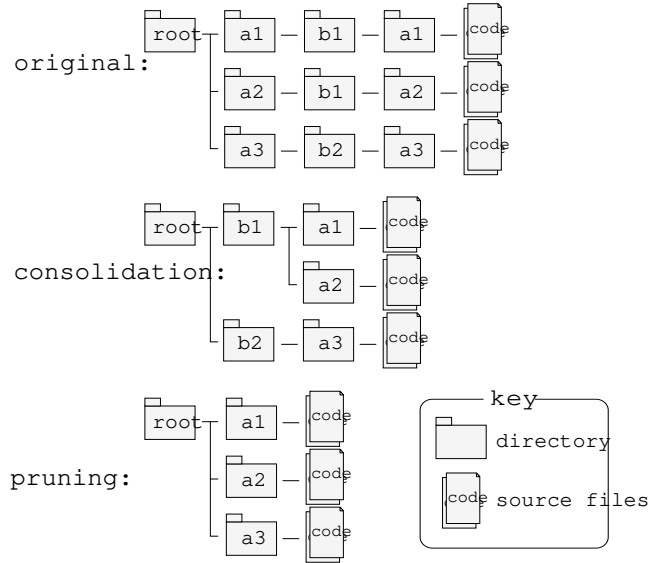 root a1 b1 a1 code
original:
a2 b1 a2 code
a3 b2 a3 code
root b1 a1 code
consolidation:
a2 code
b2 a3 code
root a1 code
pruning:
a2 code
a3 code
key
directory
code source files